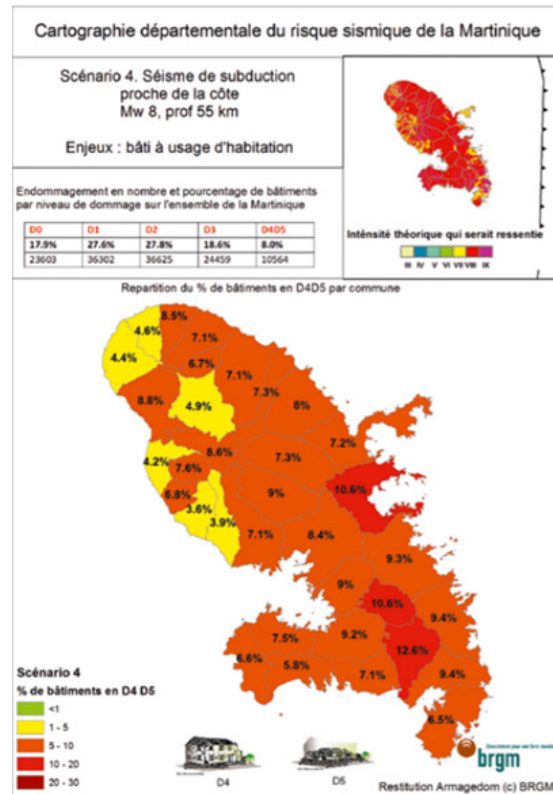 Cartographie départementale du risque sismique de la Martinique
Scénario 4. Séisme de subduction
proche de la côte
Mw 8, prof 55 km
Enjeux : bâti à usage d'habitation
Endommagement en nombre et pourcentage de bâtiments
par niveau de dommage sur l'ensemble de la Martinique
D0 D1 D2 D3 D4D5
17.9% 27.6% 27.8% 18.6% 8.0%
23603 36302 36625 24459 10564
Inténsité théorique qui serait ressentie
III IV V VI VII VIII IX
Repartition du % de bâtiments en D4D5 par commune
8.5%
4.6%
7.1%
4.4%
6.7%
7.1%
7.3%
8.8%
4.9%
8%
7.2%
8.6%
4.2%
7.6%
7.3%
6.8%
9%
10.6%
3.6%
3.9%
7.1%
8.4%
9.3%
9%
10.6%
9.4%
7.5%
9.2%
6.6%
5.8%
12.6%
7.1%
9.4%
6.5%
Scénario 4
% de bâtiments en D4 D5
<1
1 - 5
5 - 10
10 - 20
20 - 30
D4
D5
Géosciences pour une Terre durable
brgm
Restitution Armagedom (c) BRGM